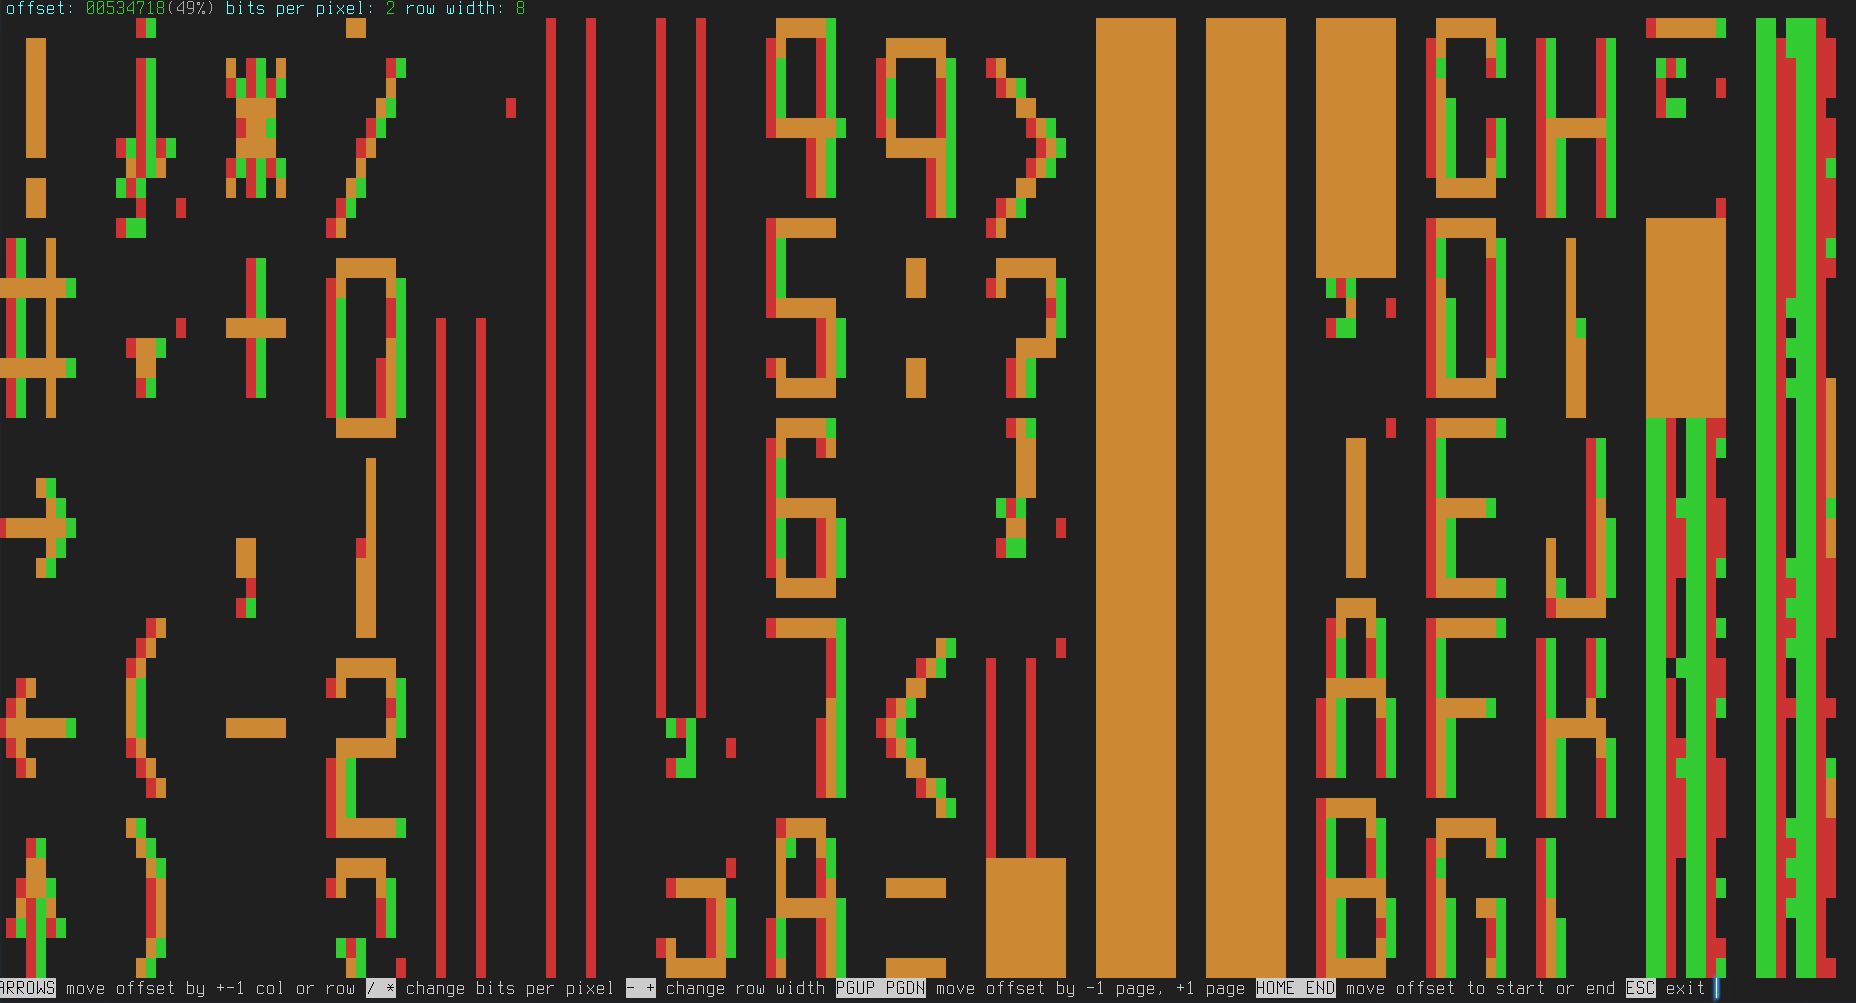 offset: 00534718(49%) bits per pixel: 2 row width: 8
ARROWS move offset by +-1 col or row / * change bits per pixel - + change row width PGUP PGDN move offset by -1 page, +1 page HOME END move offset to start or end ESC exit